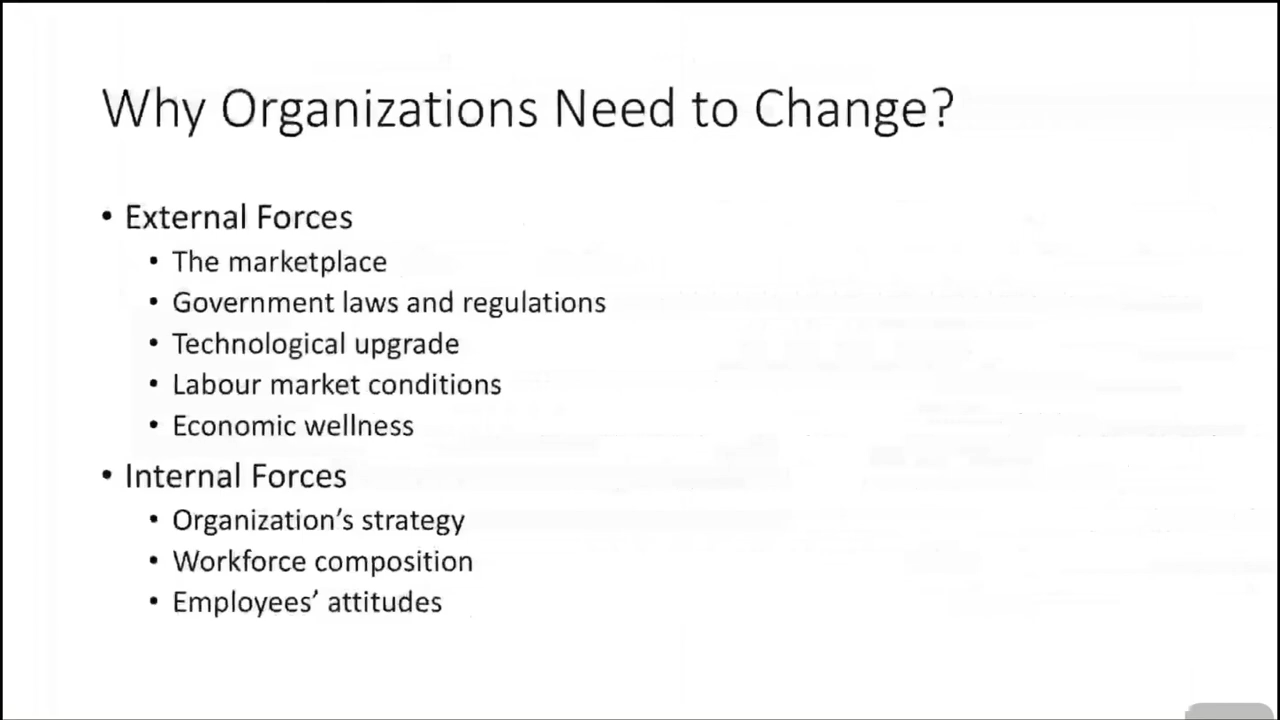 Why Organizations Need to Change?
• External Forces
• The marketplace
• Government laws and regulations
• Technological upgrade
• Labour market conditions
• Economic wellness
• Internal Forces
• Organization’s strategy
• Workforce composition
• Employees’ attitudes